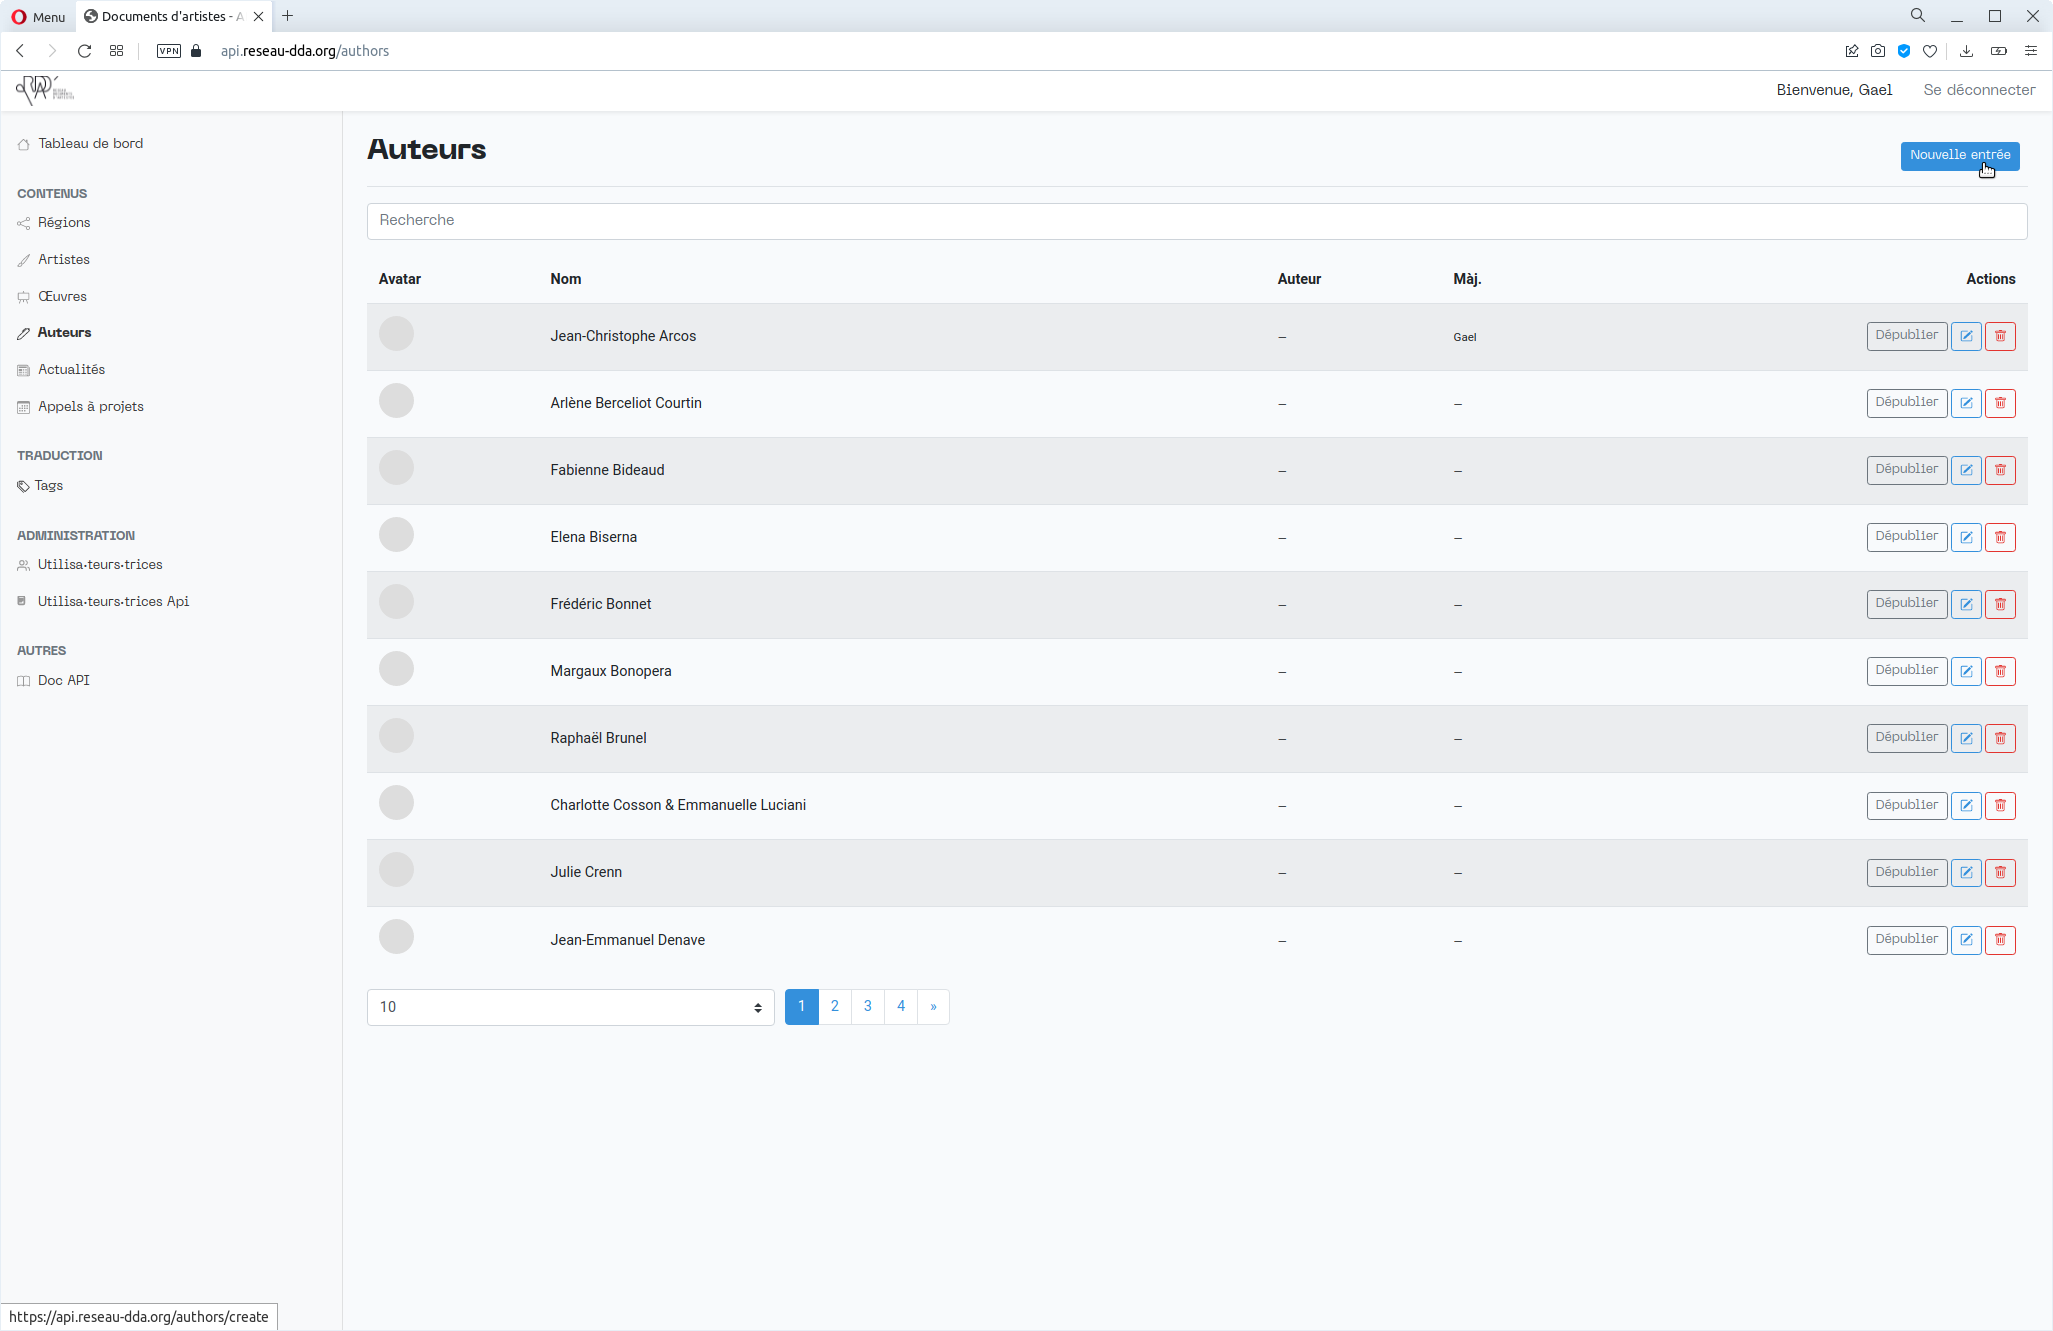 Menu
Documents d'artistes - A
VPN
api.reseau-dda.org/authors
Bienvenue, Gael
Se déconnecter
Tableau de bord
CONTENUS
Régions
Artistes
Œuvres
Auteurs
Actualités
Appels à projets
TRADUCTION
Tags
ADMINISTRATION
Utilisa·teurs·trices
Utilisa·teurs·trices Api
AUTRES
Doc API
Auteurs
Nouvelle entrée
Recherche
Avatar Nom Auteur Màj. Actions
Jean-Christophe Arcos – Gael Dépublier
Arlène Berceliot Courtin – – Dépublier
Fabienne Bideaud – – Dépublier
Elena Biserna – – Dépublier
Frédéric Bonnet – – Dépublier
Margaux Bonopera – – Dépublier
Raphaël Brunel – – Dépublier
Charlotte Cosson & Emmanuelle Luciani – – Dépublier
Julie Crenn – – Dépublier
Jean-Emmanuel Denave – – Dépublier
10 1 2 3 4 »
https://api.reseau-dda.org/authors/create